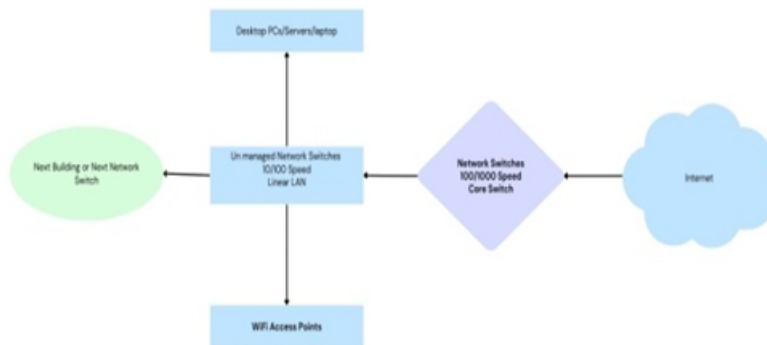 Desktop PCs/Servers/laptop
Next Building or Next Network
Switch
Un managed Network Switches
10/100 Speed
Linear LAN
Network Switches
100/1000 Speed
Core Switch
Internet
WiFi Access Points